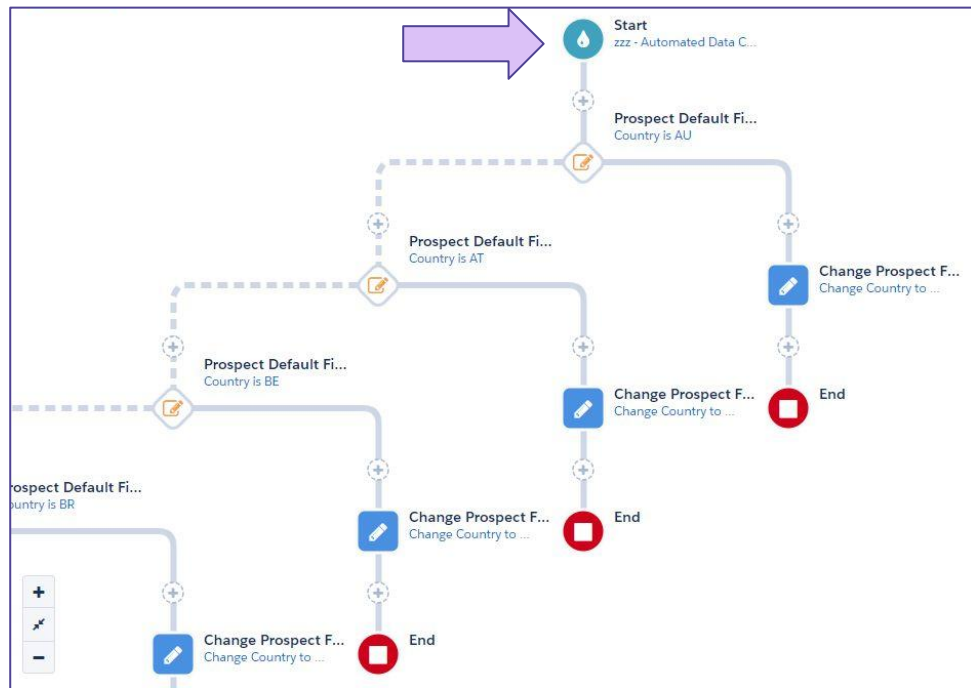 Start
zzz - Automated Data C...
Prospect Default Fi...
Country is AU
Prospect Default Fi...
Country is AT
Change Prospect F...
Change Country to ...
Prospect Default Fi...
Country is BE
Change Prospect F...
Change Country to ...
End
rospect Default Fi...
ountry is BR
Change Prospect F...
Change Country to ...
End
Change Prospect F...
Change Country to ...
End